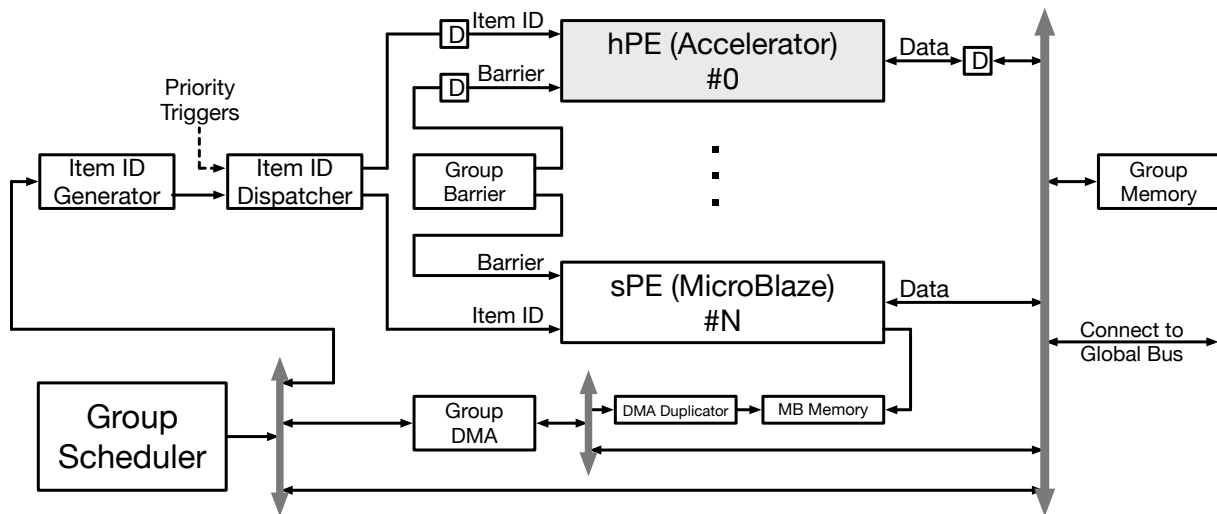 Item ID
D
hPE (Accelerator)
#0
Data
D
Barrier
D
Priority
Triggers
Item ID
Generator
Item ID
Dispatcher
Group
Barrier
Group
Memory
Barrier
sPE (MicroBlaze)
#N
Data
Item ID
Connect to
Global Bus
Group
Scheduler
Group
DMA
DMA Duplicator
MB Memory